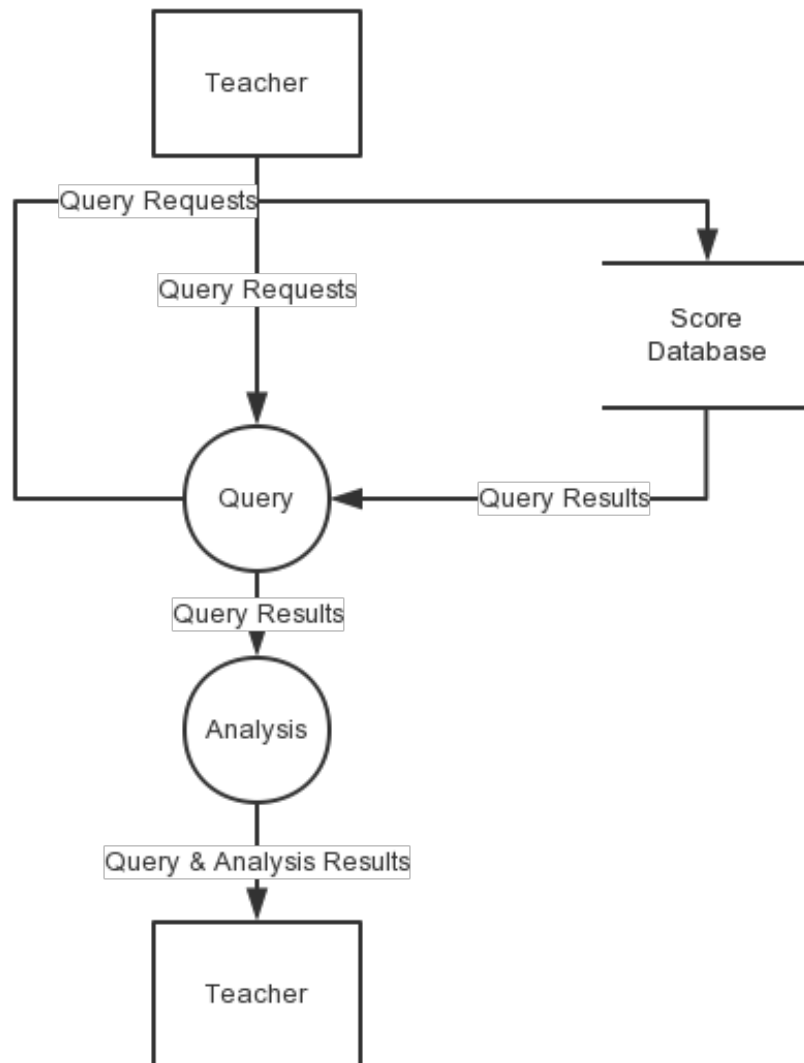 Teacher
Query Requests
Query Requests
Score
Database
Query
Query Results
Query Results
Analysis
Query & Analysis Results
Teacher